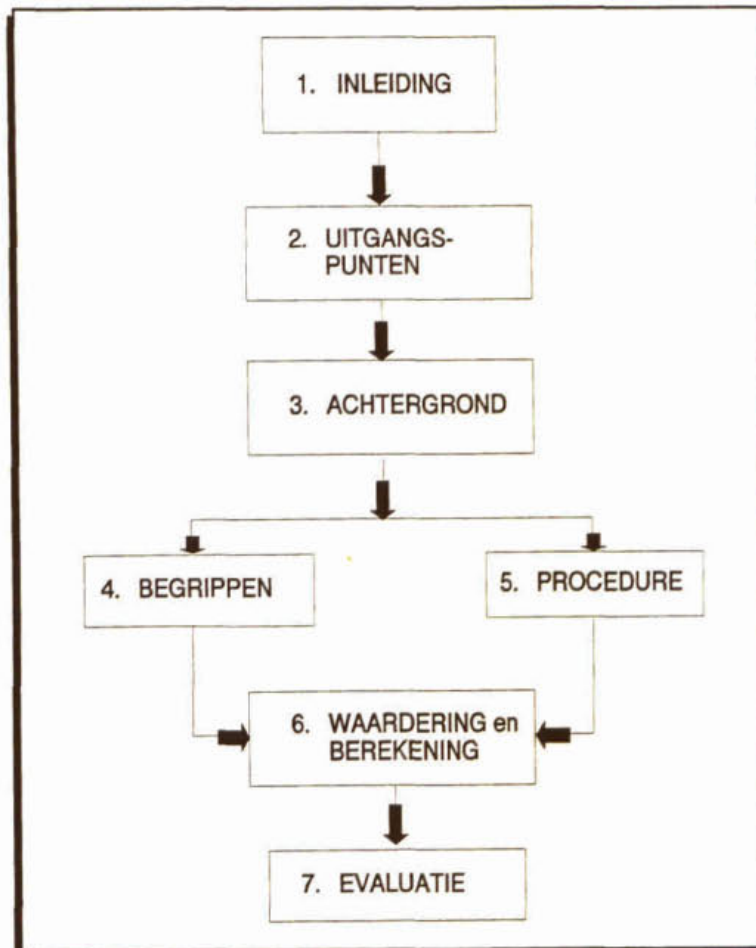 1. INLEIDING
2. UITGANGS-
PUNTEN
3. ACHTERGROND
4. BEGRIPPEN
5. PROCEDURE
6. WAARDERING en
BEREKENING
7. EVALUATIE